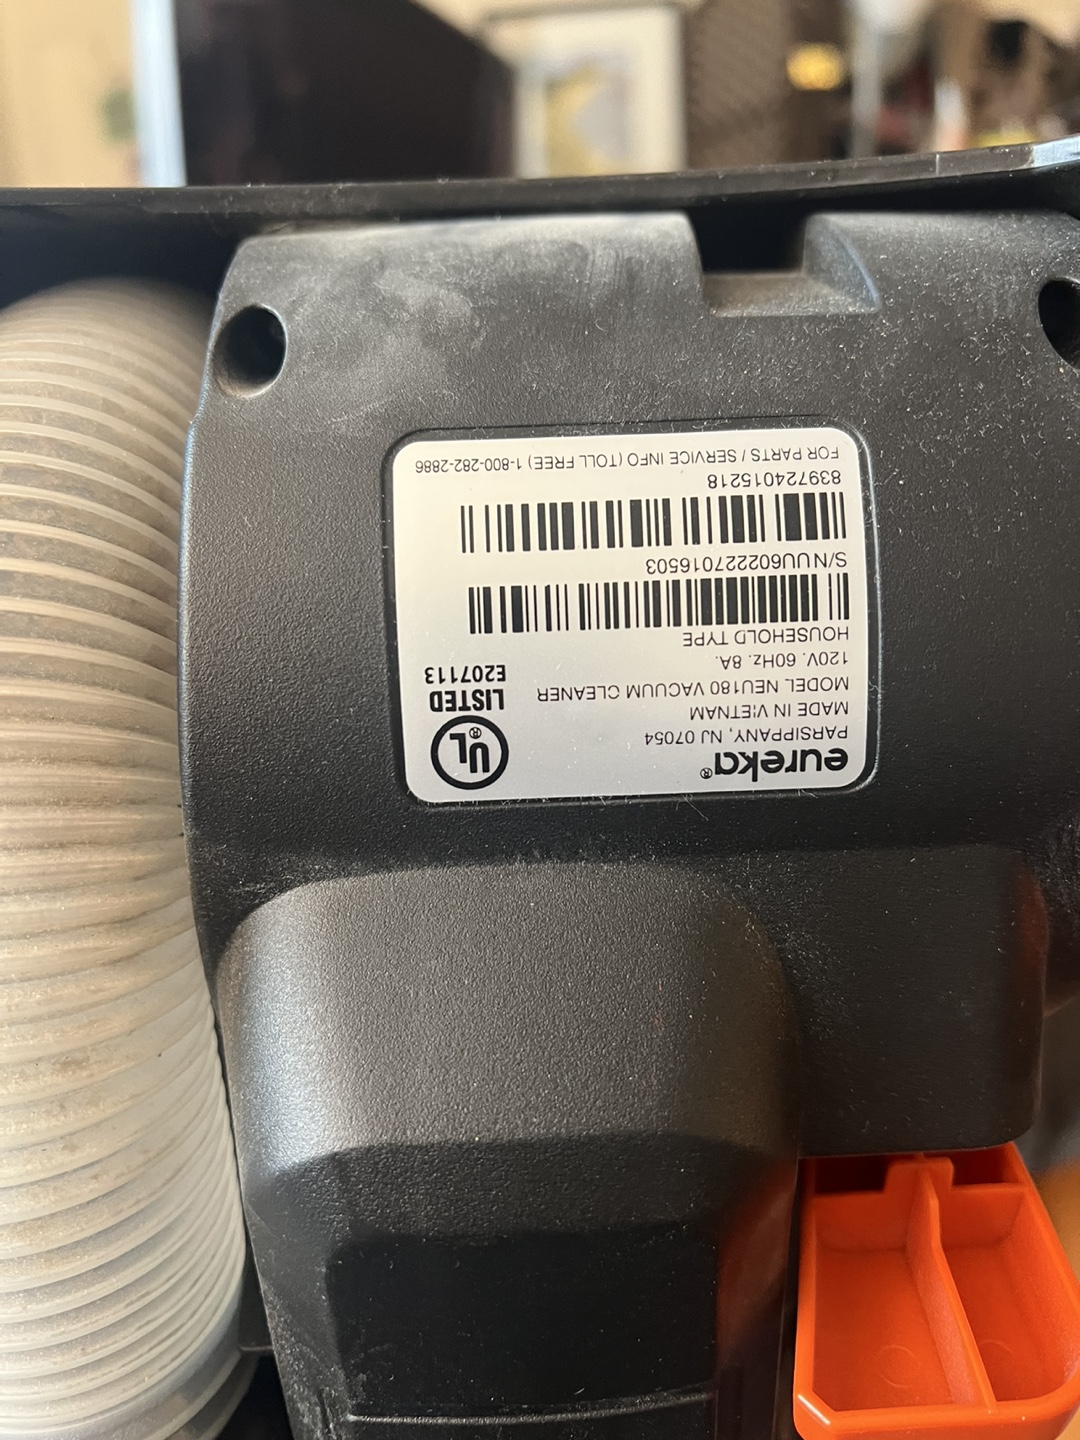 eureka®
PARSIPPANY, NJ 07054
MADE IN VIETNAM
MODEL NEU180 VACUUM CLEANER
120V. 60Hz. 8A.
HOUSEHOLD TYPE
UL®
LISTED
E207113
S/N UU602227016503
839724015218
FOR PARTS / SERVICE INFO (TOLL FREE) 1-800-282-2886